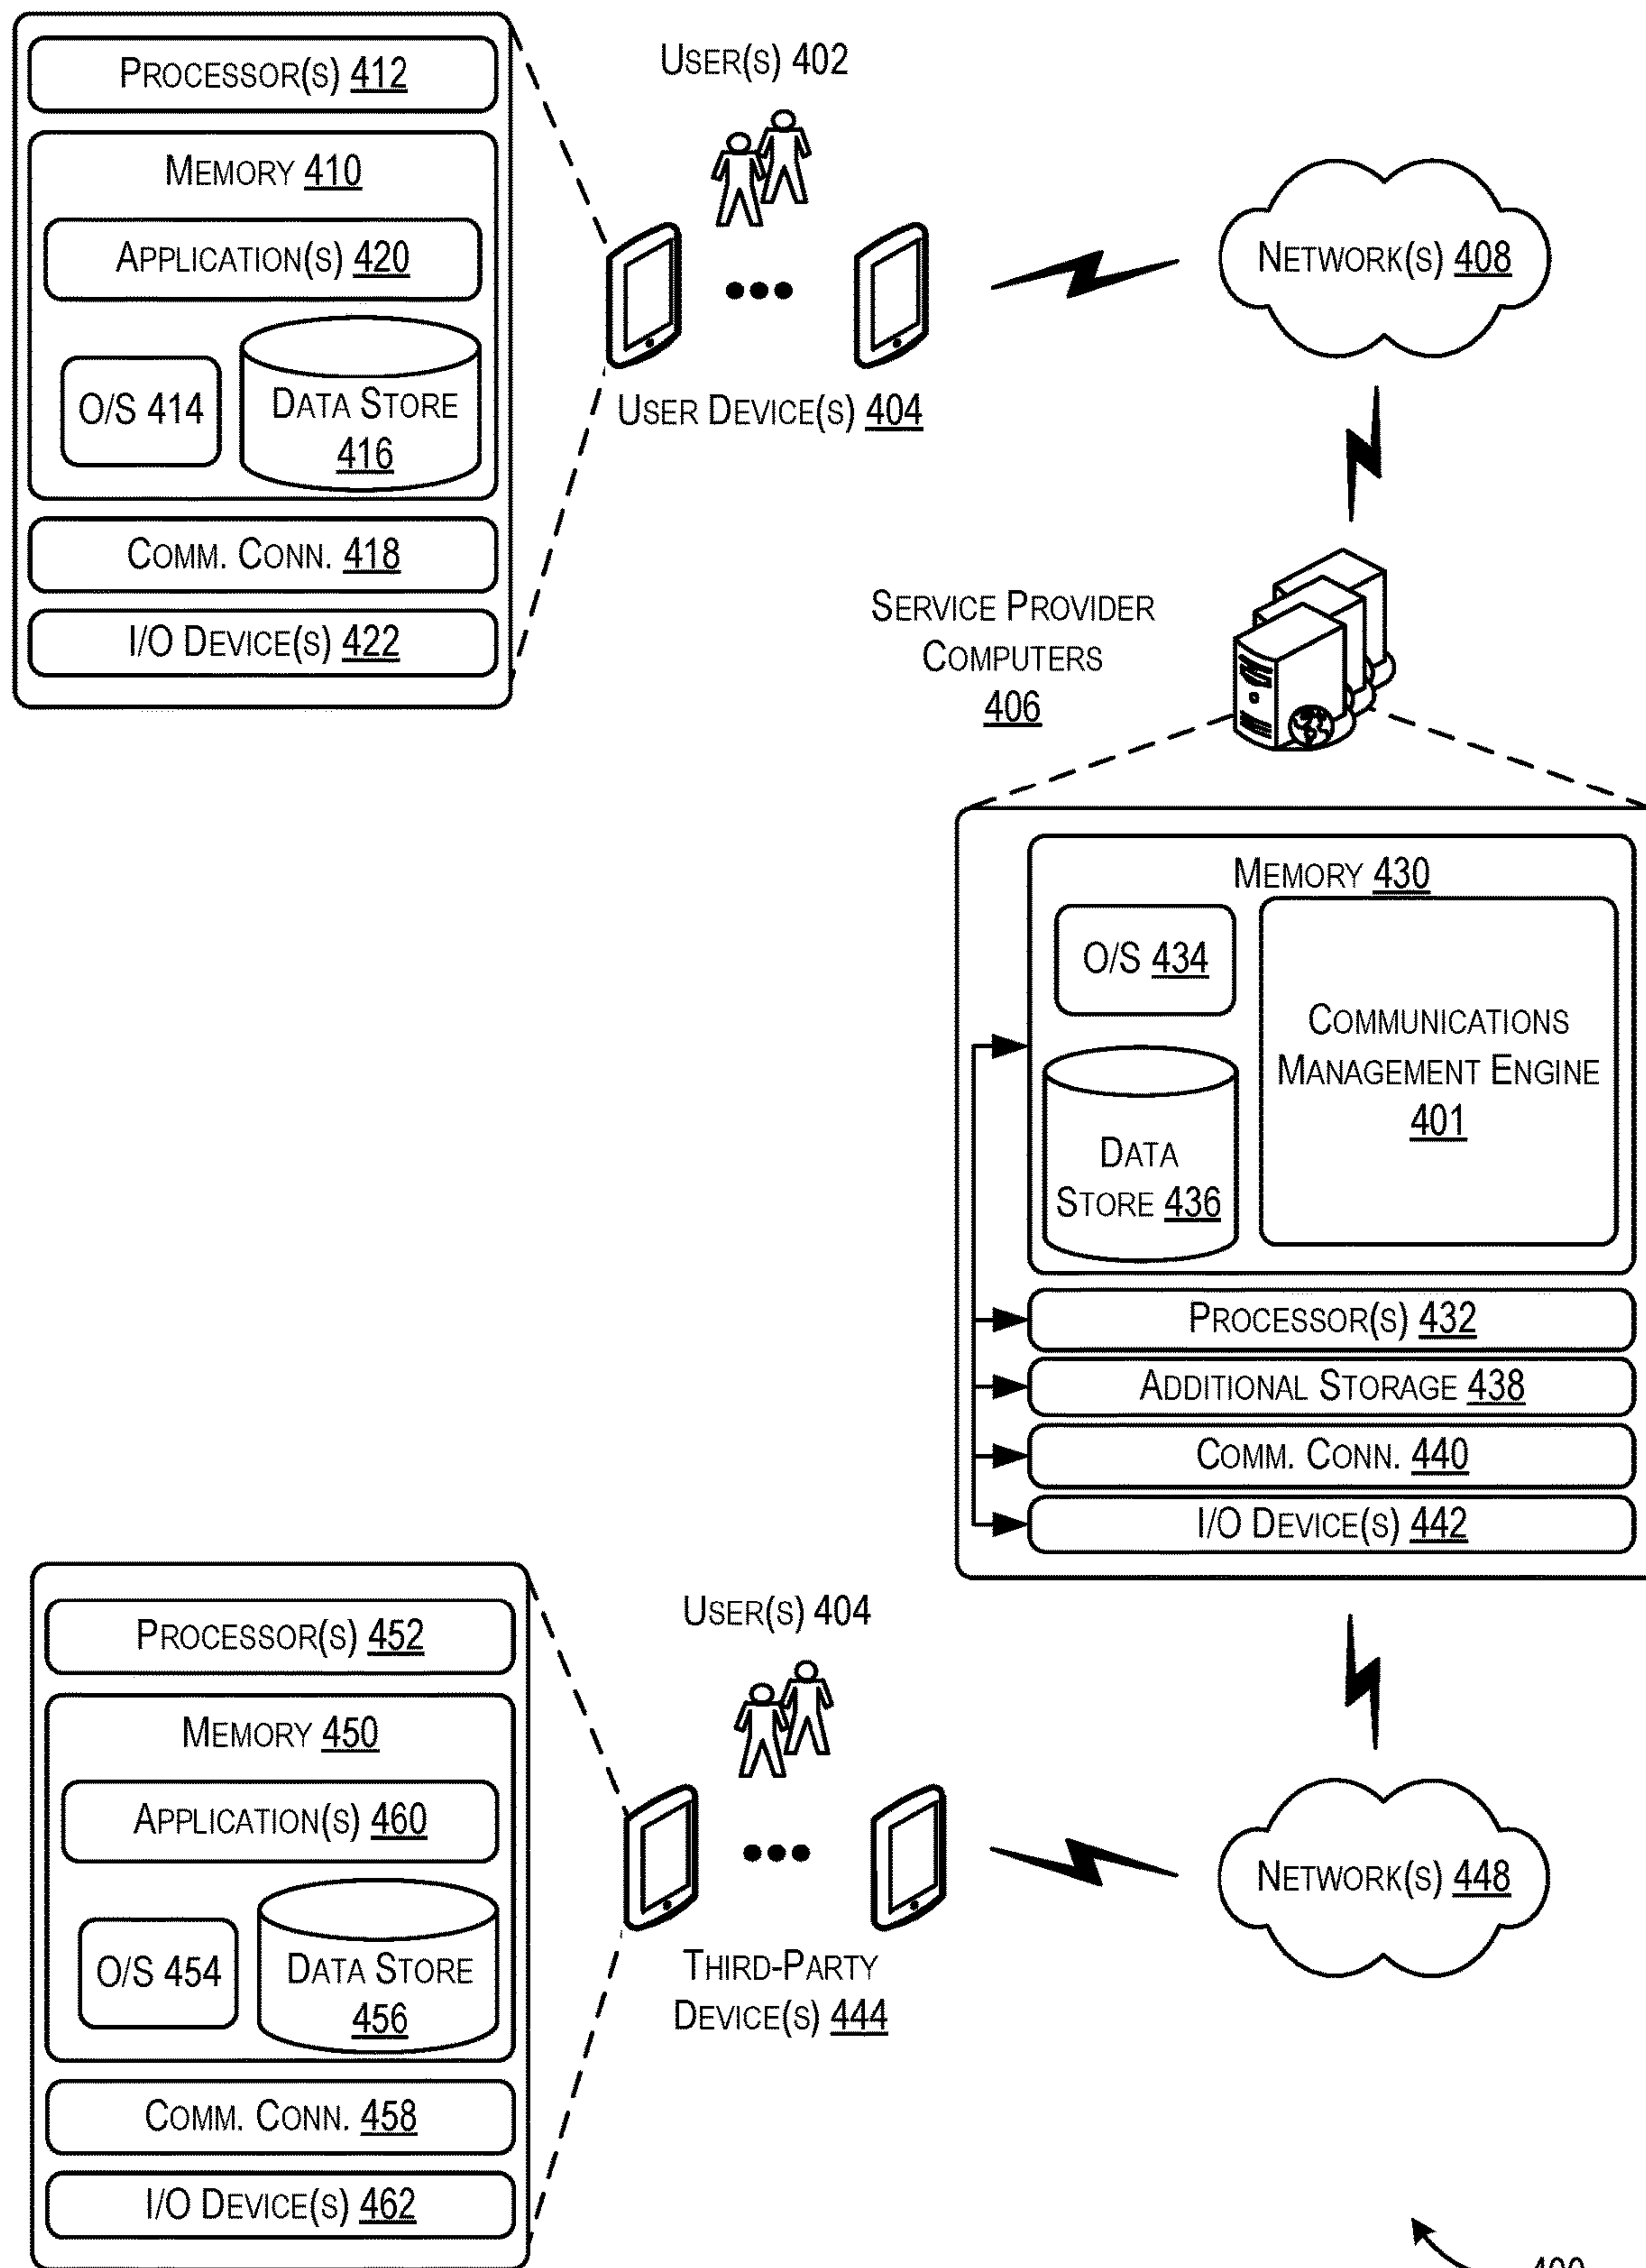 PROCESSOR(S) 412
MEMORY 410
APPLICATION(S) 420
O/S 414
DATA STORE
416
COMM. CONN. 418
I/O DEVICE(S) 422
USER(S) 402
USER DEVICE(S) 404
NETWORK(S) 408
SERVICE PROVIDER
COMPUTERS
406
MEMORY 430
O/S 434
DATA
STORE 436
COMMUNICATIONS
MANAGEMENT ENGINE
401
PROCESSOR(S) 432
ADDITIONAL STORAGE 438
COMM. CONN. 440
I/O DEVICE(S) 442
PROCESSOR(S) 452
MEMORY 450
APPLICATION(S) 460
O/S 454
DATA STORE
456
COMM. CONN. 458
I/O DEVICE(S) 462
USER(S) 404
THIRD-PARTY
DEVICE(S) 444
NETWORK(S) 448